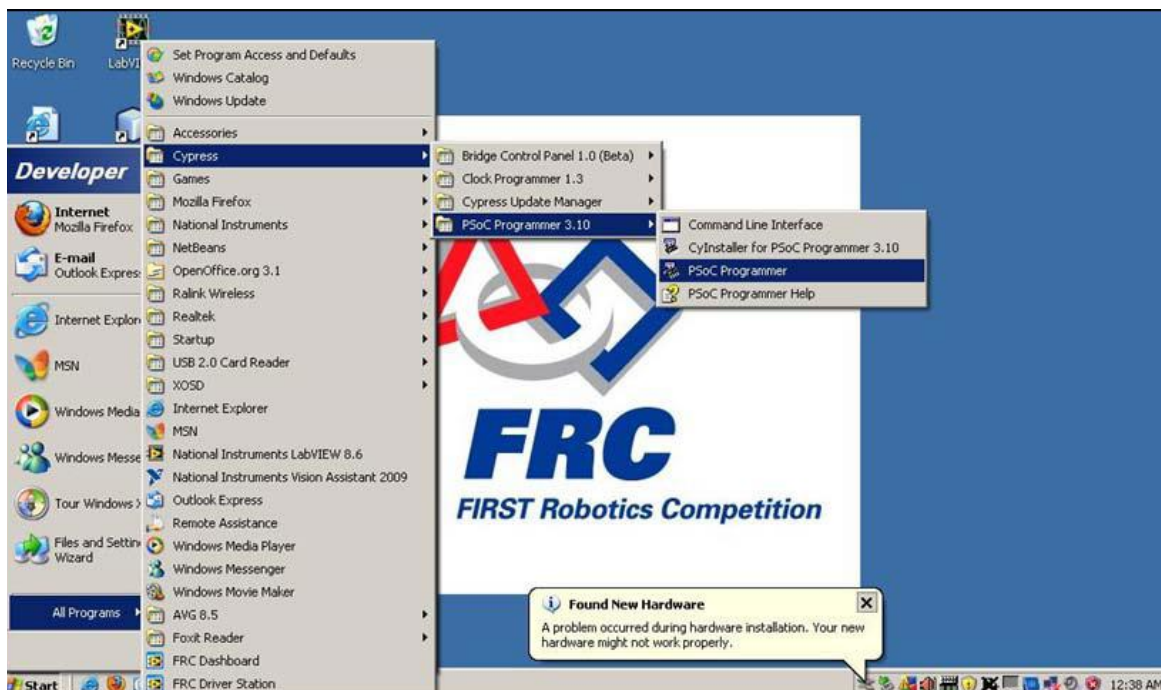 Recycle Bin
LabVI
Set Program Access and Defaults
Windows Catalog
Windows Update
Accessories
Cypress
Games
Mozilla Firefox
National Instruments
NetBeans
OpenOffice.org 3.1
Ralink Wireless
Realtek
Startup
USB 2.0 Card Reader
XOSD
Internet Explorer
MSN
National Instruments LabVIEW 8.6
National Instruments Vision Assistant 2009
Outlook Express
Remote Assistance
Windows Media Player
Windows Messenger
Windows Movie Maker
AVG 8.5
Foxit Reader
FRC Dashboard
FRC Driver Station
Bridge Control Panel 1.0 (Beta)
Clock Programmer 1.3
Cypress Update Manager
PSoC Programmer 3.10
Command Line Interface
CyInstaller for PSoC Programmer 3.10
PSoC Programmer
PSoC Programmer Help
Developer
Internet
Mozilla Firefox
E-mail
Outlook Expres
Internet Explor
MSN
Windows Media
Windows Messe
Tour Windows X
Files and Settin
Wizard
All Programs
FRC
FIRST Robotics Competition
Found New Hardware
A problem occurred during hardware installation. Your new
hardware might not work properly.
Start
12:38 AM